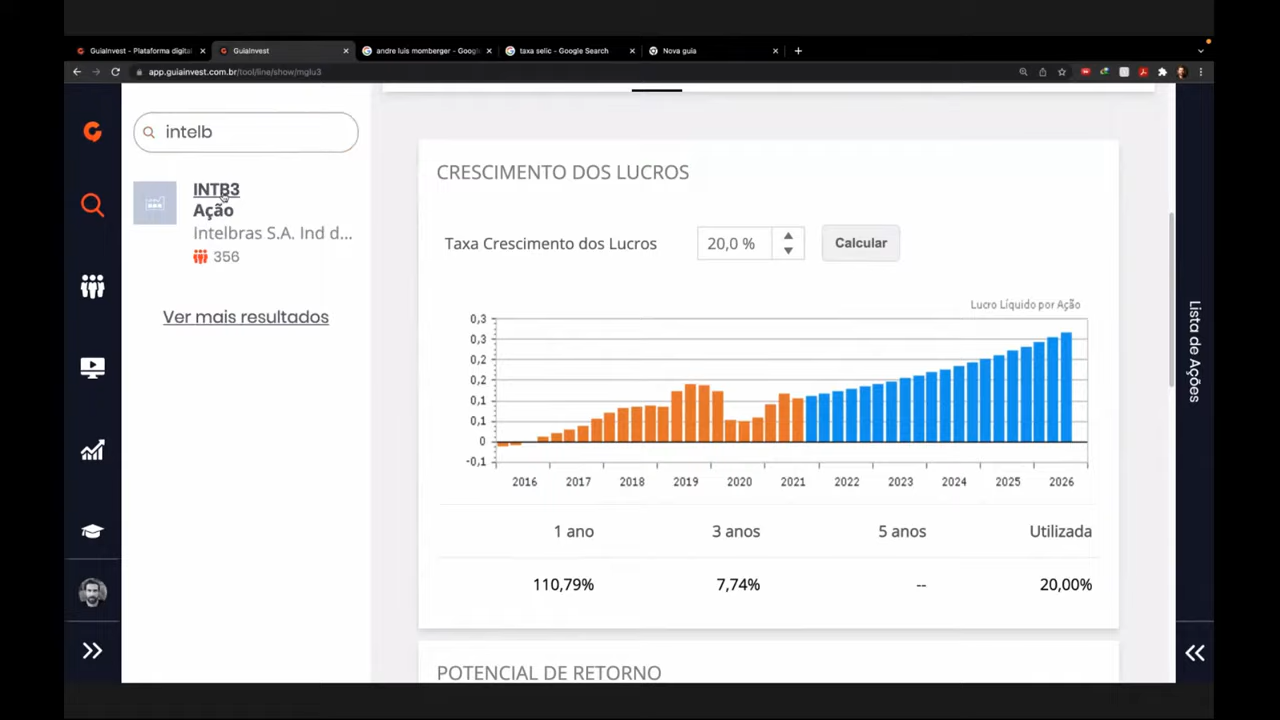 GuiaInvest - Plataforma digital
GuiaInvest
andre luis momberger - Goog
taxa selic - Google Search
Nova guia
app.guiainvest.com.br/tool/line/show/mglu3
intelb
INTB3
Ação
Intelbras S.A. Ind d...
356
Ver mais resultados
CRESCIMENTO DOS LUCROS
Taxa Crescimento dos Lucros
20,0 %
Calcular
Lucro Líquido por Ação
0,3
0,3
0,2
0,2
0,1
0,1
0
-0,1
2016 2017 2018 2019 2020 2021 2022 2023 2024 2025 2026
1 ano 3 anos 5 anos Utilizada
110,79% 7,74% -- 20,00%
POTENCIAL DE RETORNO
Lista de Ações